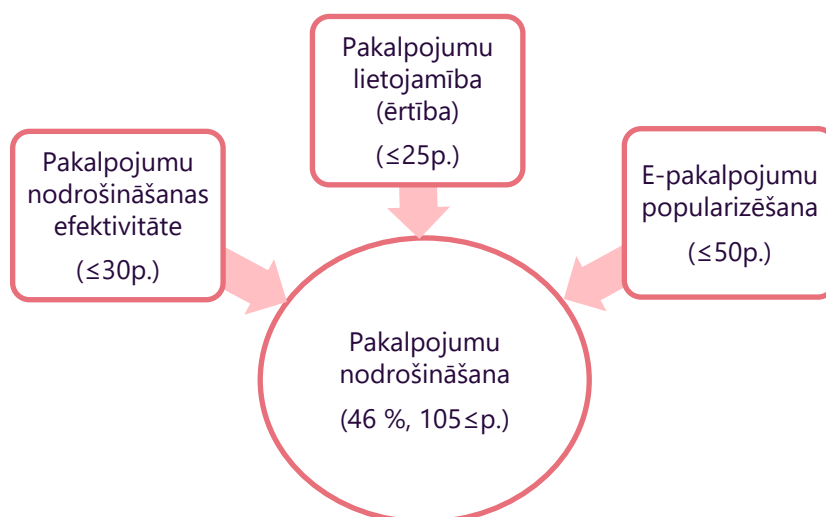 Pakalpojumu
lietojamība
(ērtība)
(≤25p.)
Pakalpojumu
nodrošināšanas
efektivitāte
(≤30p.)
E-pakalpojumu
popularizēšana
(≤50p.)
Pakalpojumu
nodrošināšana
(46 %, 105≤p.)